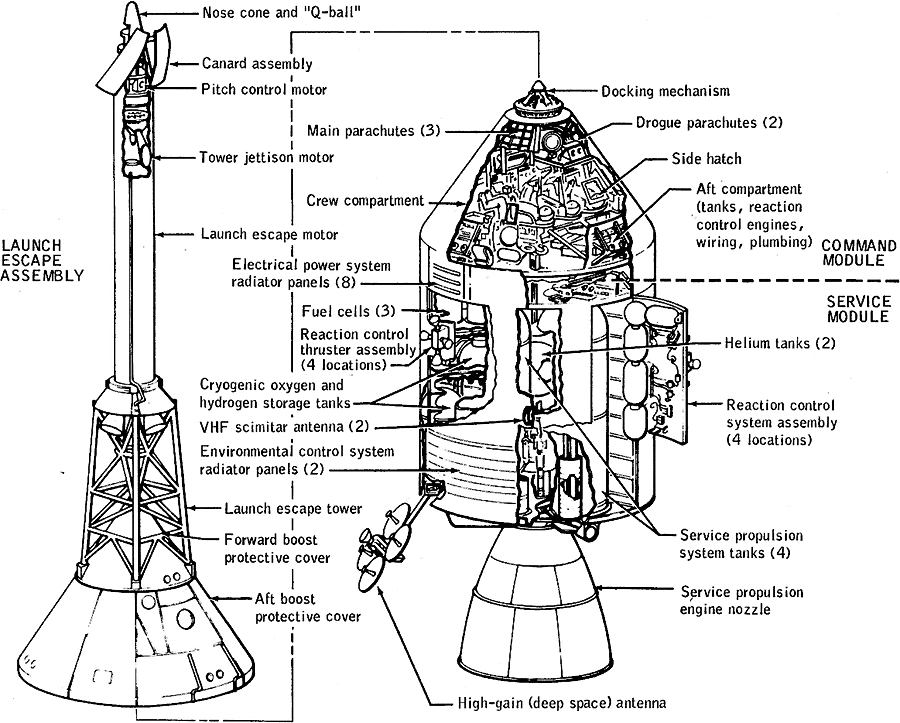 Nose cone and "Q-ball"
Canard assembly
Pitch control motor
Tower jettison motor
Launch escape motor
LAUNCH
ESCAPE
ASSEMBLY
Launch escape tower
Forward boost
protective cover
Aft boost
protective cover
Docking mechanism
Main parachutes (3)
Drogue parachutes (2)
Side hatch
Crew compartment
Aft compartment
(tanks, reaction
control engines,
wiring, plumbing)
COMMAND
MODULE
SERVICE
MODULE
Electrical power system
radiator panels (8)
Fuel cells (3)
Reaction control
thruster assembly
(4 locations)
Cryogenic oxygen and
hydrogen storage tanks
VHF scimitar antenna (2)
Environmental control system
radiator panels (2)
Helium tanks (2)
Reaction control
system assembly
(4 locations)
Service propulsion
system tanks (4)
Service propulsion
engine nozzle
High-gain (deep space) antenna